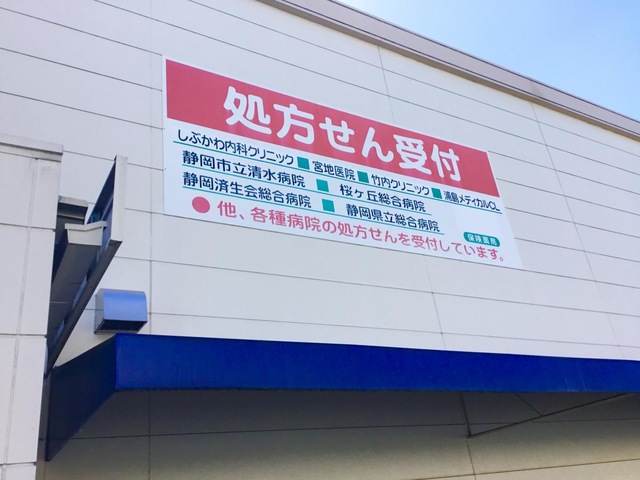 処方せん受付
しぶかわ内科クリニック ■ 宮地医院 ■ 竹内クリニック ■ 浦島メディカルCL
静岡市立清水病院 ■ 桜ヶ丘総合病院
静岡済生会総合病院 ■ 静岡県立総合病院
● 他、各種病院の処方せんを受付しています。
保険薬局